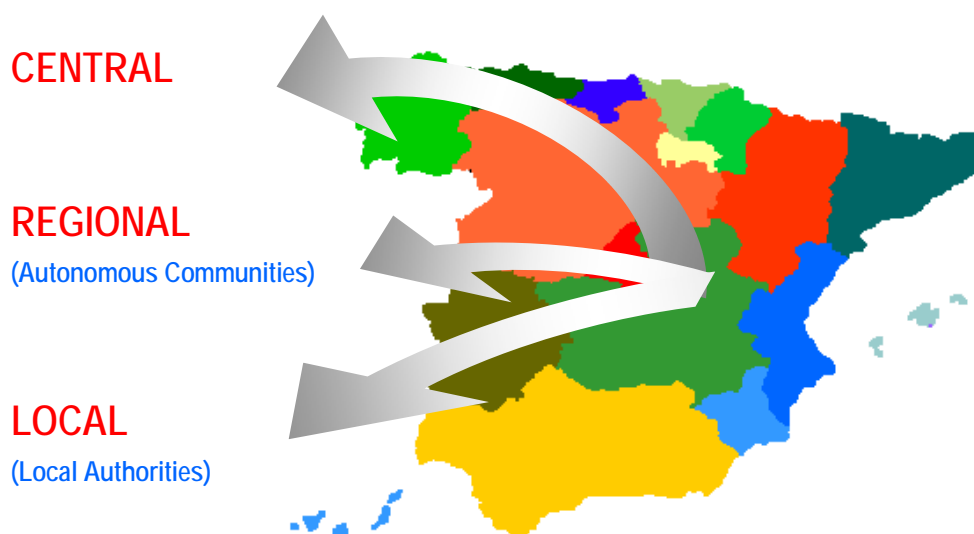 CENTRAL
REGIONAL
(Autonomous Communities)
LOCAL
(Local Authorities)